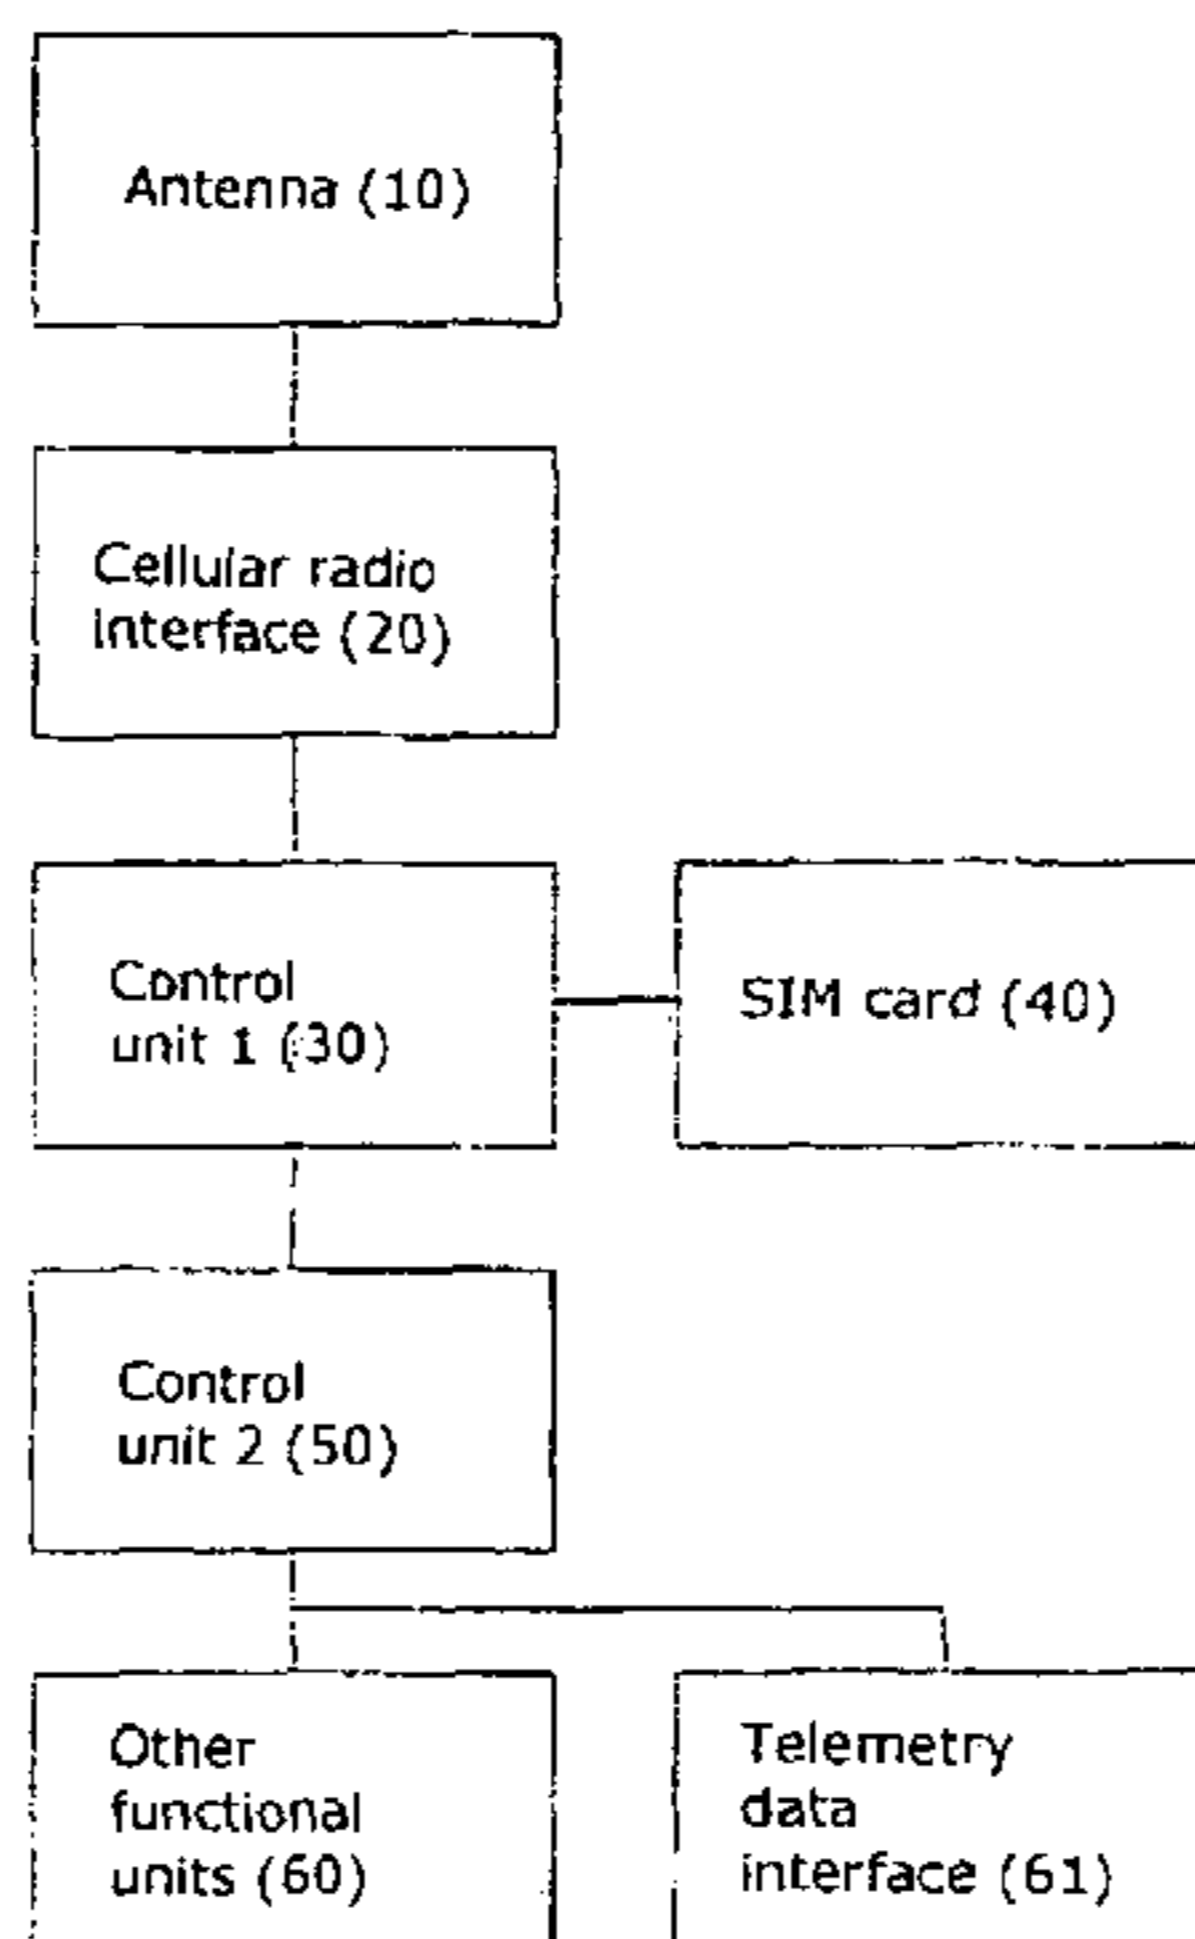 Antenna (10)
Cellular radio
interface (20)
Control
unit 1 (30)
SIM card (40)
Control
unit 2 (50)
Other
functional
units (60)
Telemetry
data
interface (61)